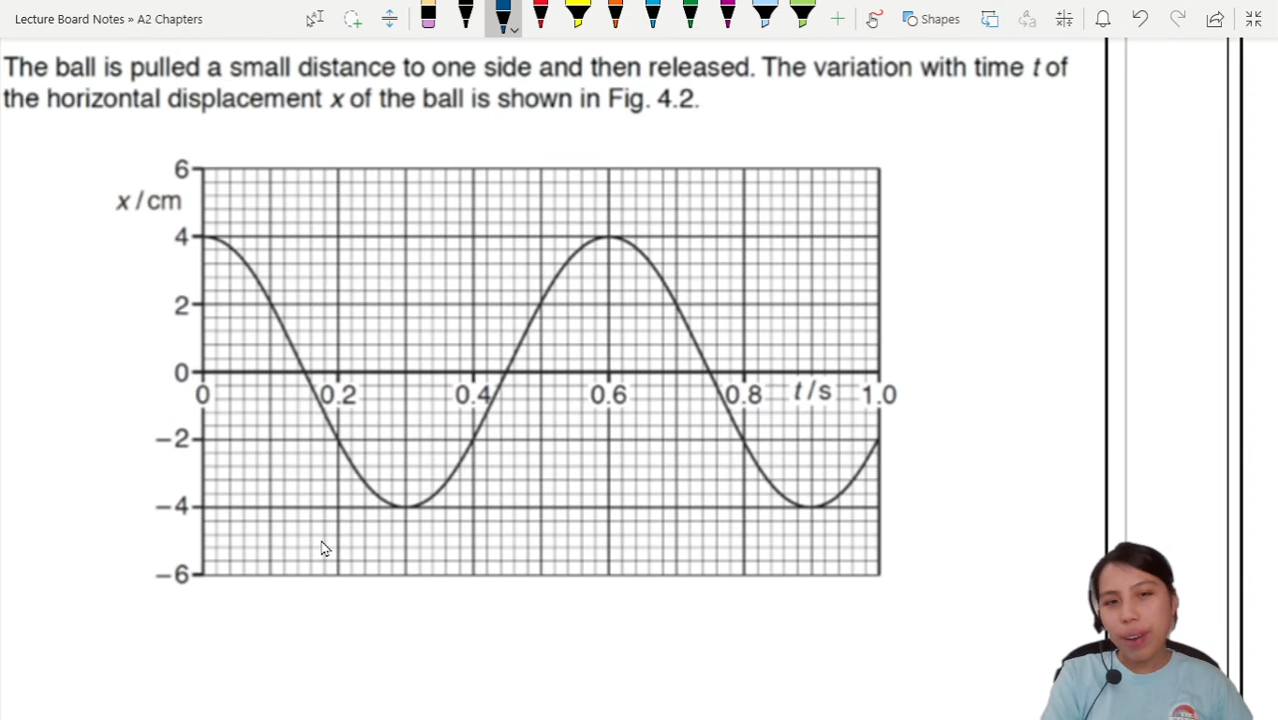 Lecture Board Notes » A2 Chapters
Shapes
The ball is pulled a small distance to one side and then released. The variation with time t of
the horizontal displacement x of the ball is shown in Fig. 4.2.
6
x / cm
4
2
0
0 0.2 0.4 0.6 0.8 t / s 1.0
−2
−4
−6